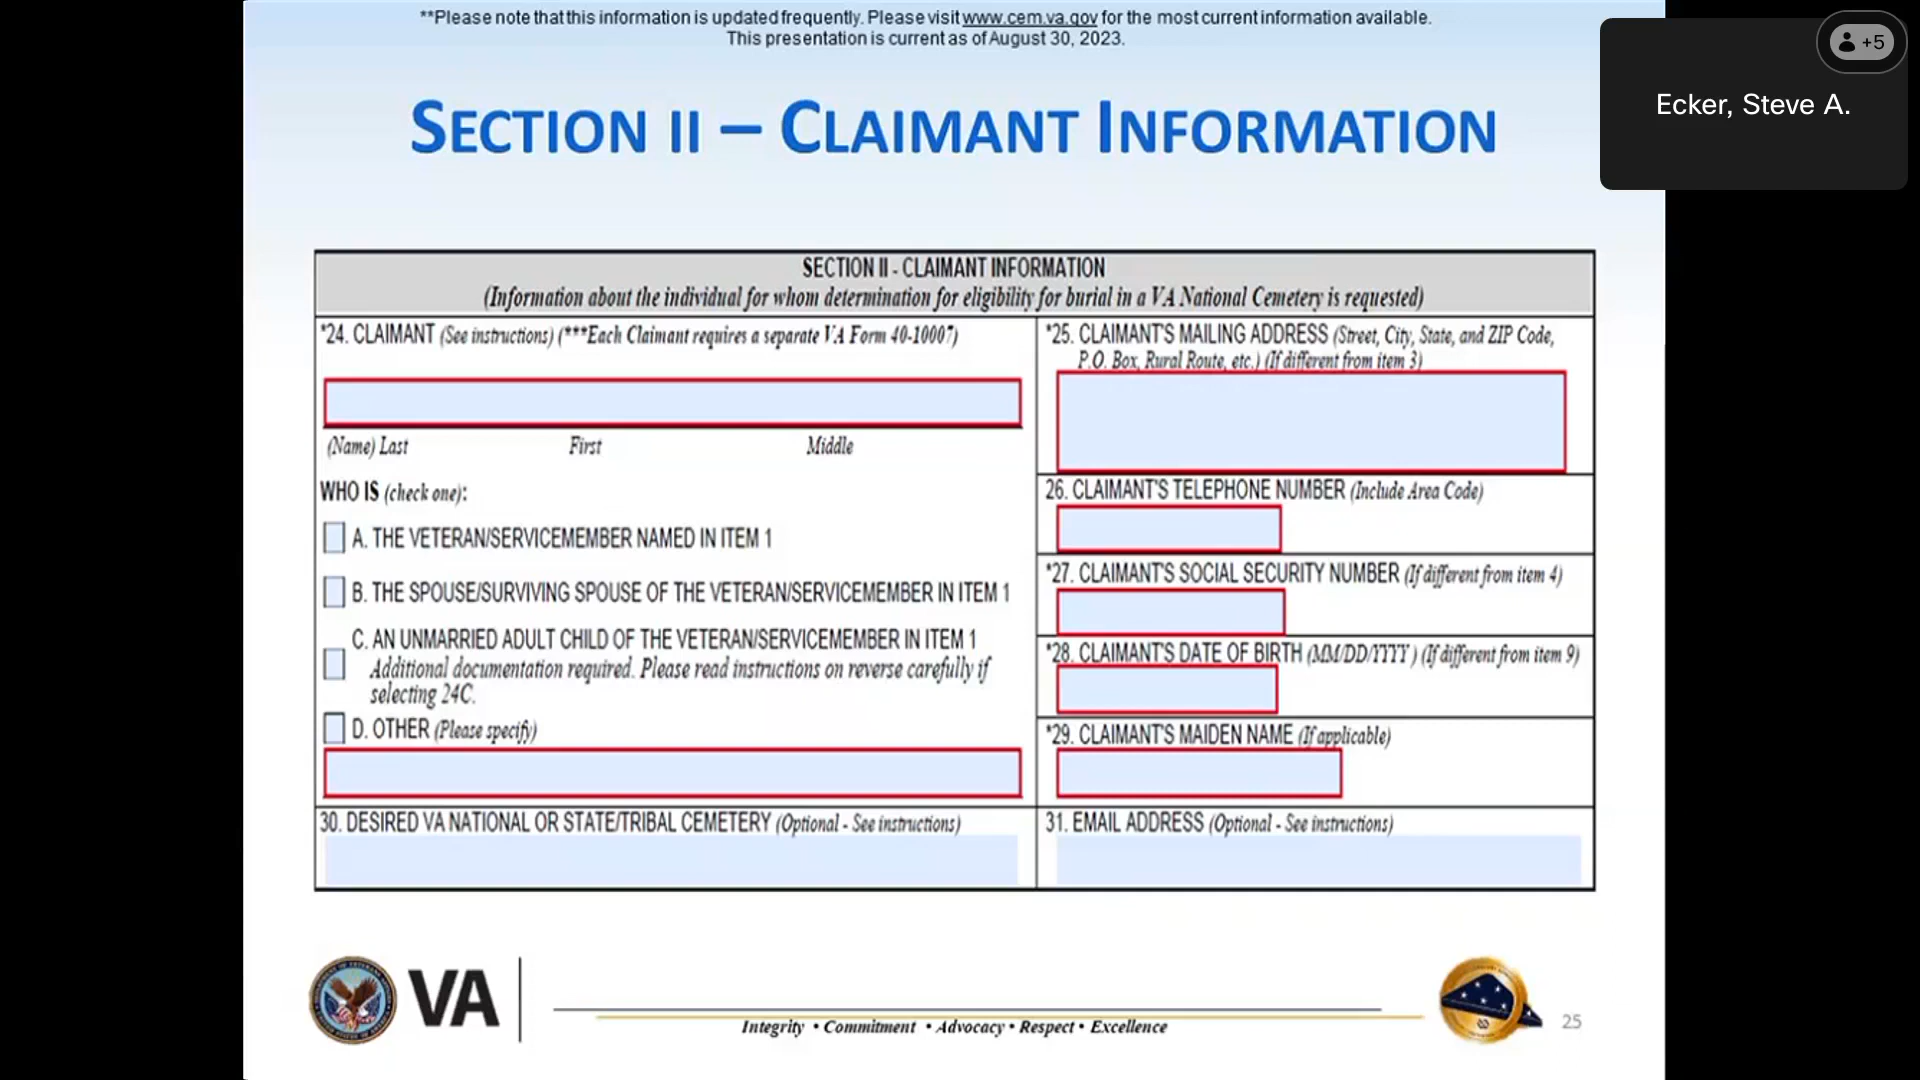 **Please note that this information is updated frequently. Please visit www.cem.va.gov for the most current information available.
This presentation is current as of August 30, 2023.
+5
Ecker, Steve A.
SECTION II – CLAIMANT INFORMATION
SECTION II - CLAIMANT INFORMATION
(Information about the individual for whom determination for eligibility for burial in a VA National Cemetery is requested)
*24. CLAIMANT (See instructions) (***Each Claimant requires a separate VA Form 40-10007)
(Name) Last First Middle
WHO IS (check one):
A. THE VETERAN/SERVICEMEMBER NAMED IN ITEM 1
B. THE SPOUSE/SURVIVING SPOUSE OF THE VETERAN/SERVICEMEMBER IN ITEM 1
C. AN UNMARRIED ADULT CHILD OF THE VETERAN/SERVICEMEMBER IN ITEM 1
Additional documentation required. Please read instructions on reverse carefully if
selecting 24C.
D. OTHER (Please specify)
*25. CLAIMANT'S MAILING ADDRESS (Street, City, State, and ZIP Code,
P.O. Box, Rural Route, etc.) (If different from item 3)
26. CLAIMANT'S TELEPHONE NUMBER (Include Area Code)
*27. CLAIMANT'S SOCIAL SECURITY NUMBER (If different from item 4)
*28. CLAIMANT'S DATE OF BIRTH (MM/DD/YYYY ) (If different from item 9)
*29. CLAIMANT'S MAIDEN NAME (If applicable)
30. DESIRED VA NATIONAL OR STATE/TRIBAL CEMETERY (Optional - See instructions)
31. EMAIL ADDRESS (Optional - See instructions)
VA
Integrity • Commitment • Advocacy • Respect • Excellence
25